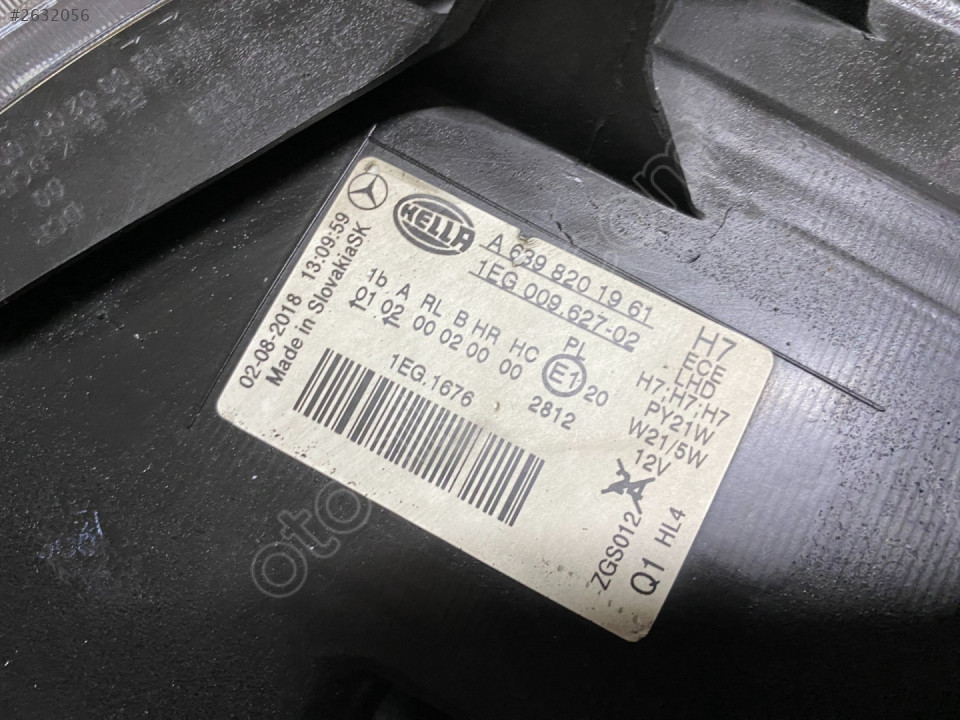 #2632056
HELLA
A 639 820 19 61
1EG 009.627-02
02-08-2018 13:09:59
Made in SlovakiaSK
1b A RL B HR HC PL
01 02 00 02 00 00 E1 20
2812
1EG.1676
H7
ECE
LHD
H7;H7;H7
PY21W
W21/5W
12V
ZGS012
Q1 HL4
oto